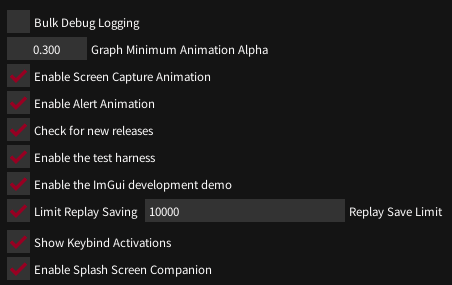 Bulk Debug Logging
0.300 Graph Minimum Animation Alpha
Enable Screen Capture Animation
Enable Alert Animation
Check for new releases
Enable the test harness
Enable the ImGui development demo
Limit Replay Saving 10000 Replay Save Limit
Show Keybind Activations
Enable Splash Screen Companion